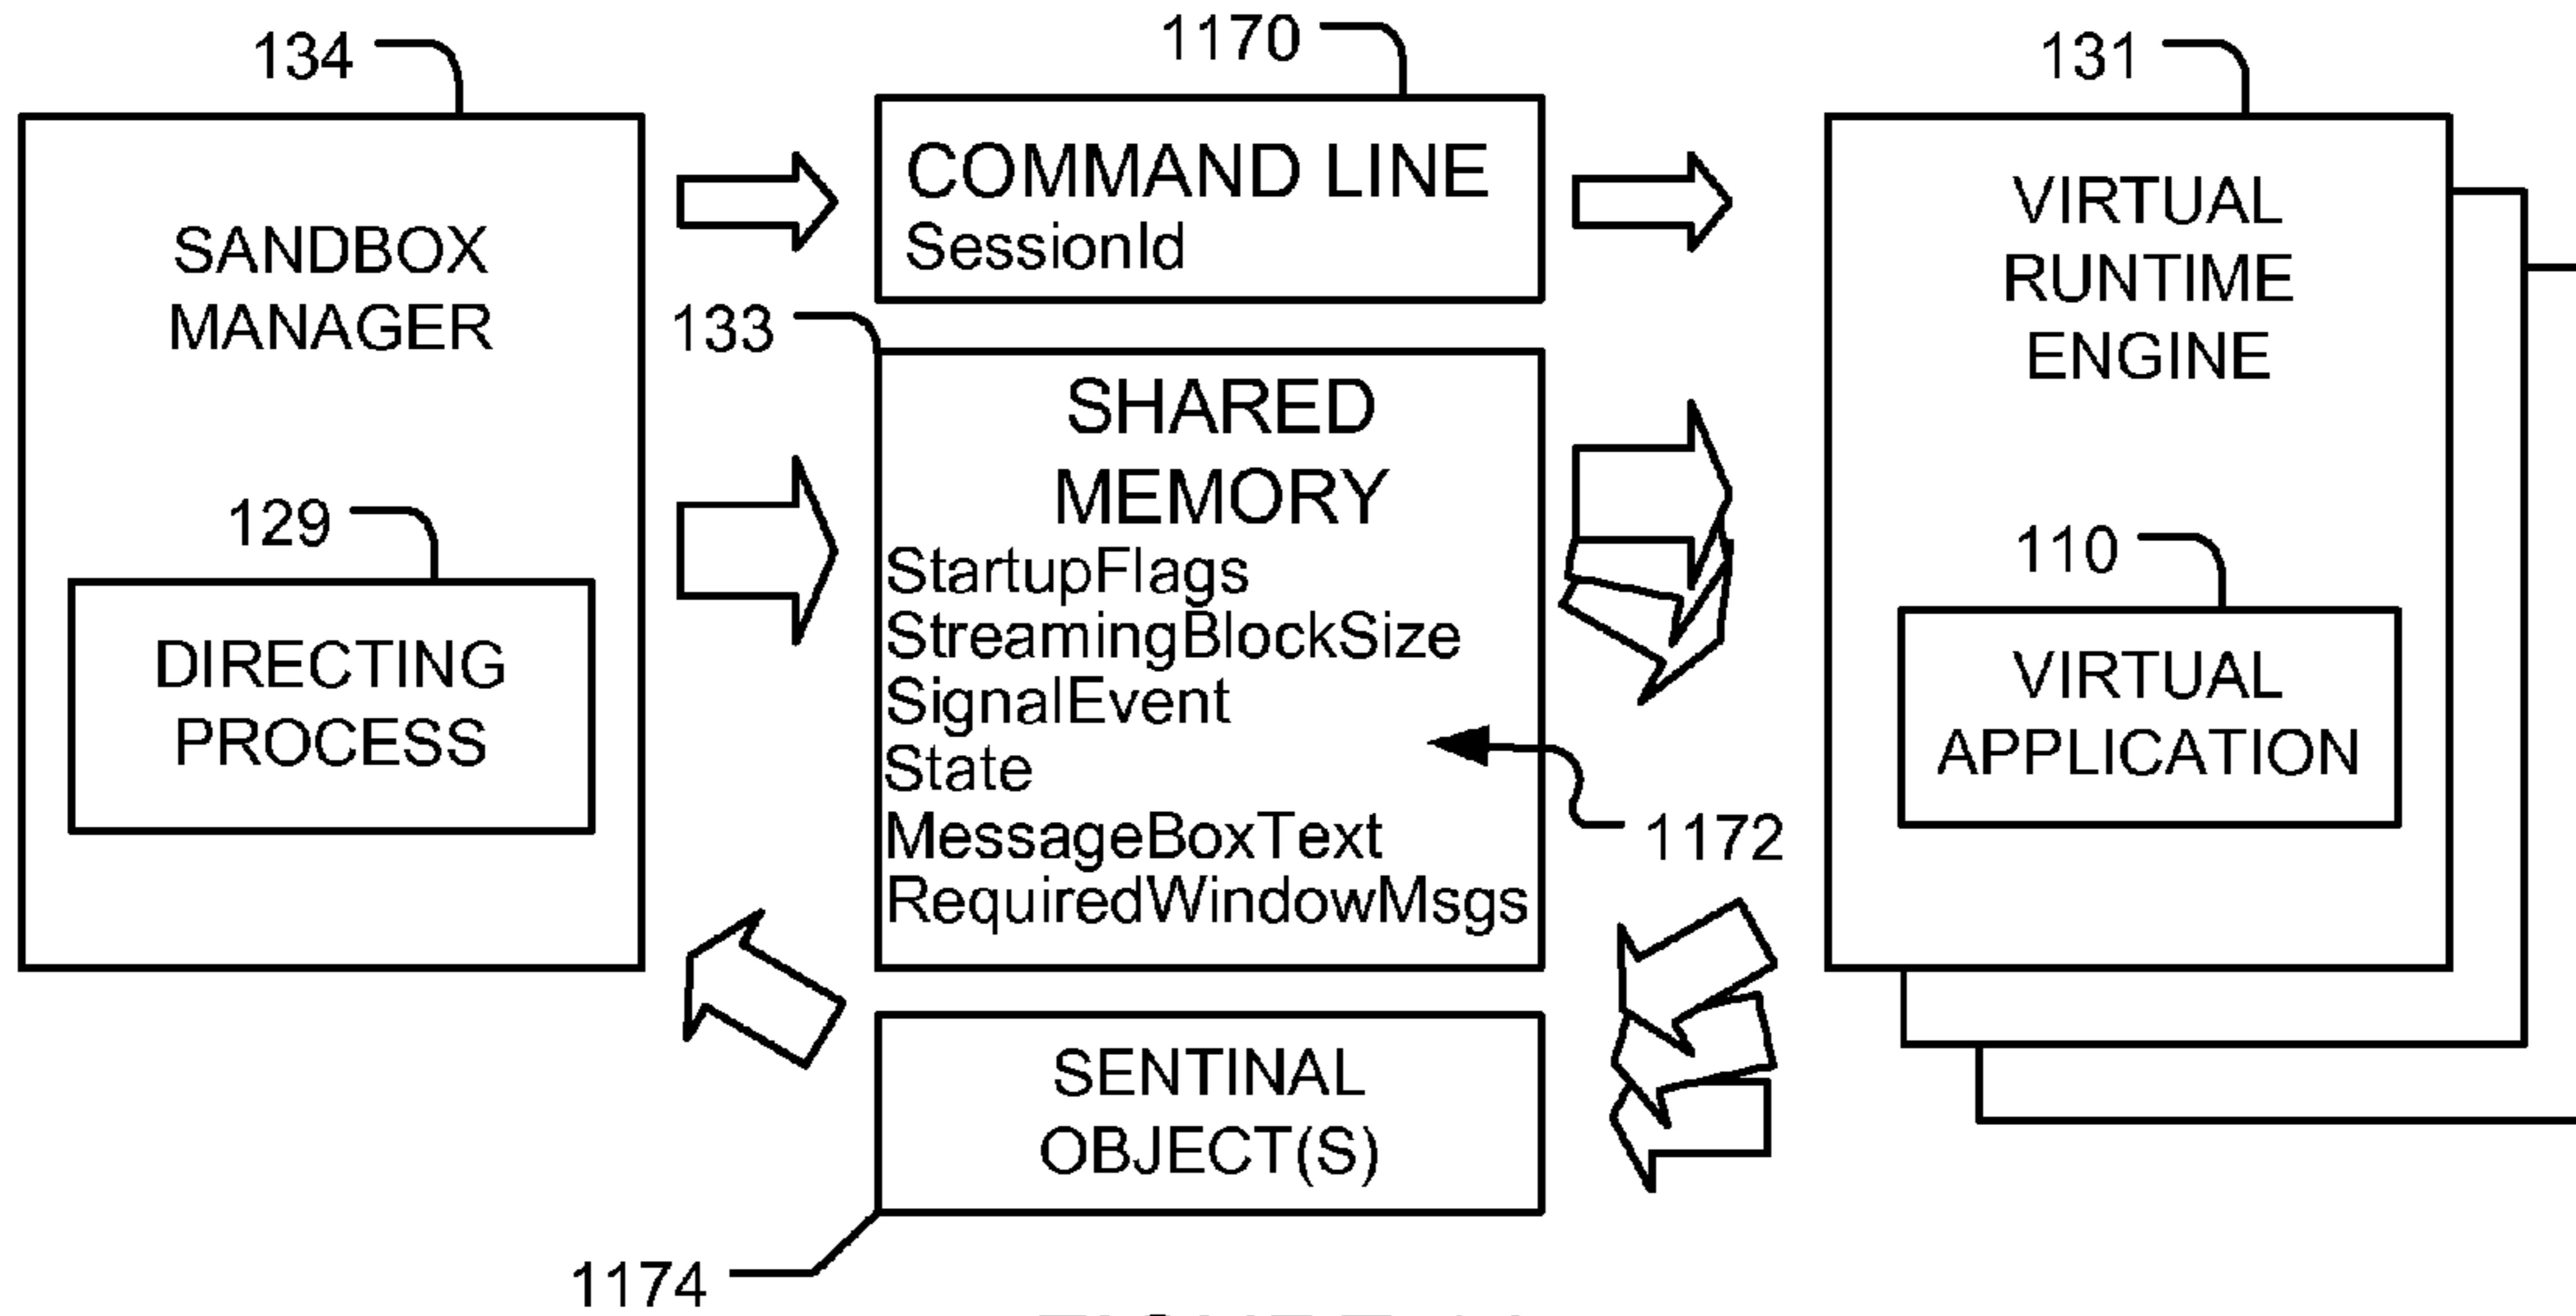 134
SANDBOX
MANAGER
129
DIRECTING
PROCESS
1170
COMMAND LINE
SessionId
133
SHARED
MEMORY
StartupFlags
StreamingBlockSize
SignalEvent
State
MessageBoxText
RequiredWindowMsgs
1172
SENTINAL
OBJECT(S)
1174
131
VIRTUAL
RUNTIME
ENGINE
110
VIRTUAL
APPLICATION